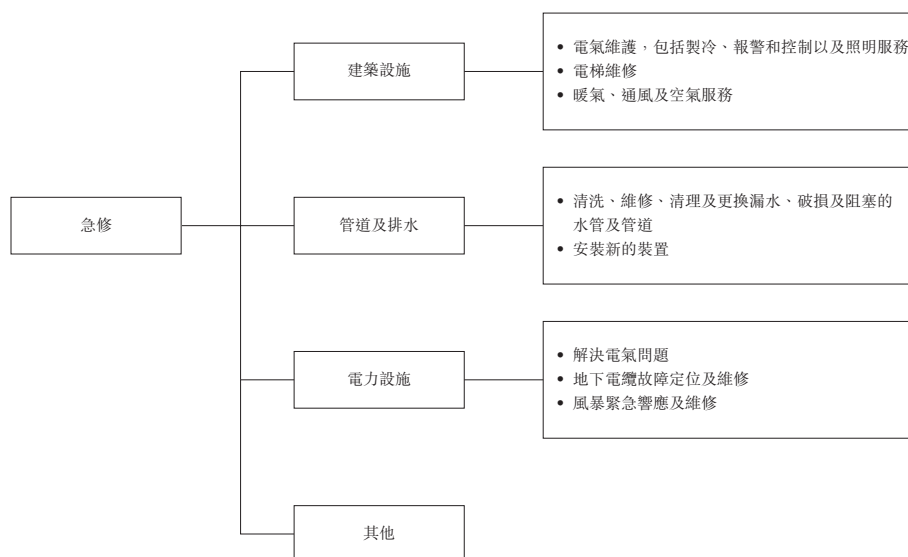 建築設施
• 電氣維護，包括製冷、報警和控制以及照明服務
• 電梯維修
• 暖氣、通風及空氣服務
急修
管道及排水
• 清洗、維修、清理及更換漏水、破損及阻塞的
水管及管道
• 安裝新的裝置
電力設施
• 解決電氣問題
• 地下電纜故障定位及維修
• 風暴緊急響應及維修
其他